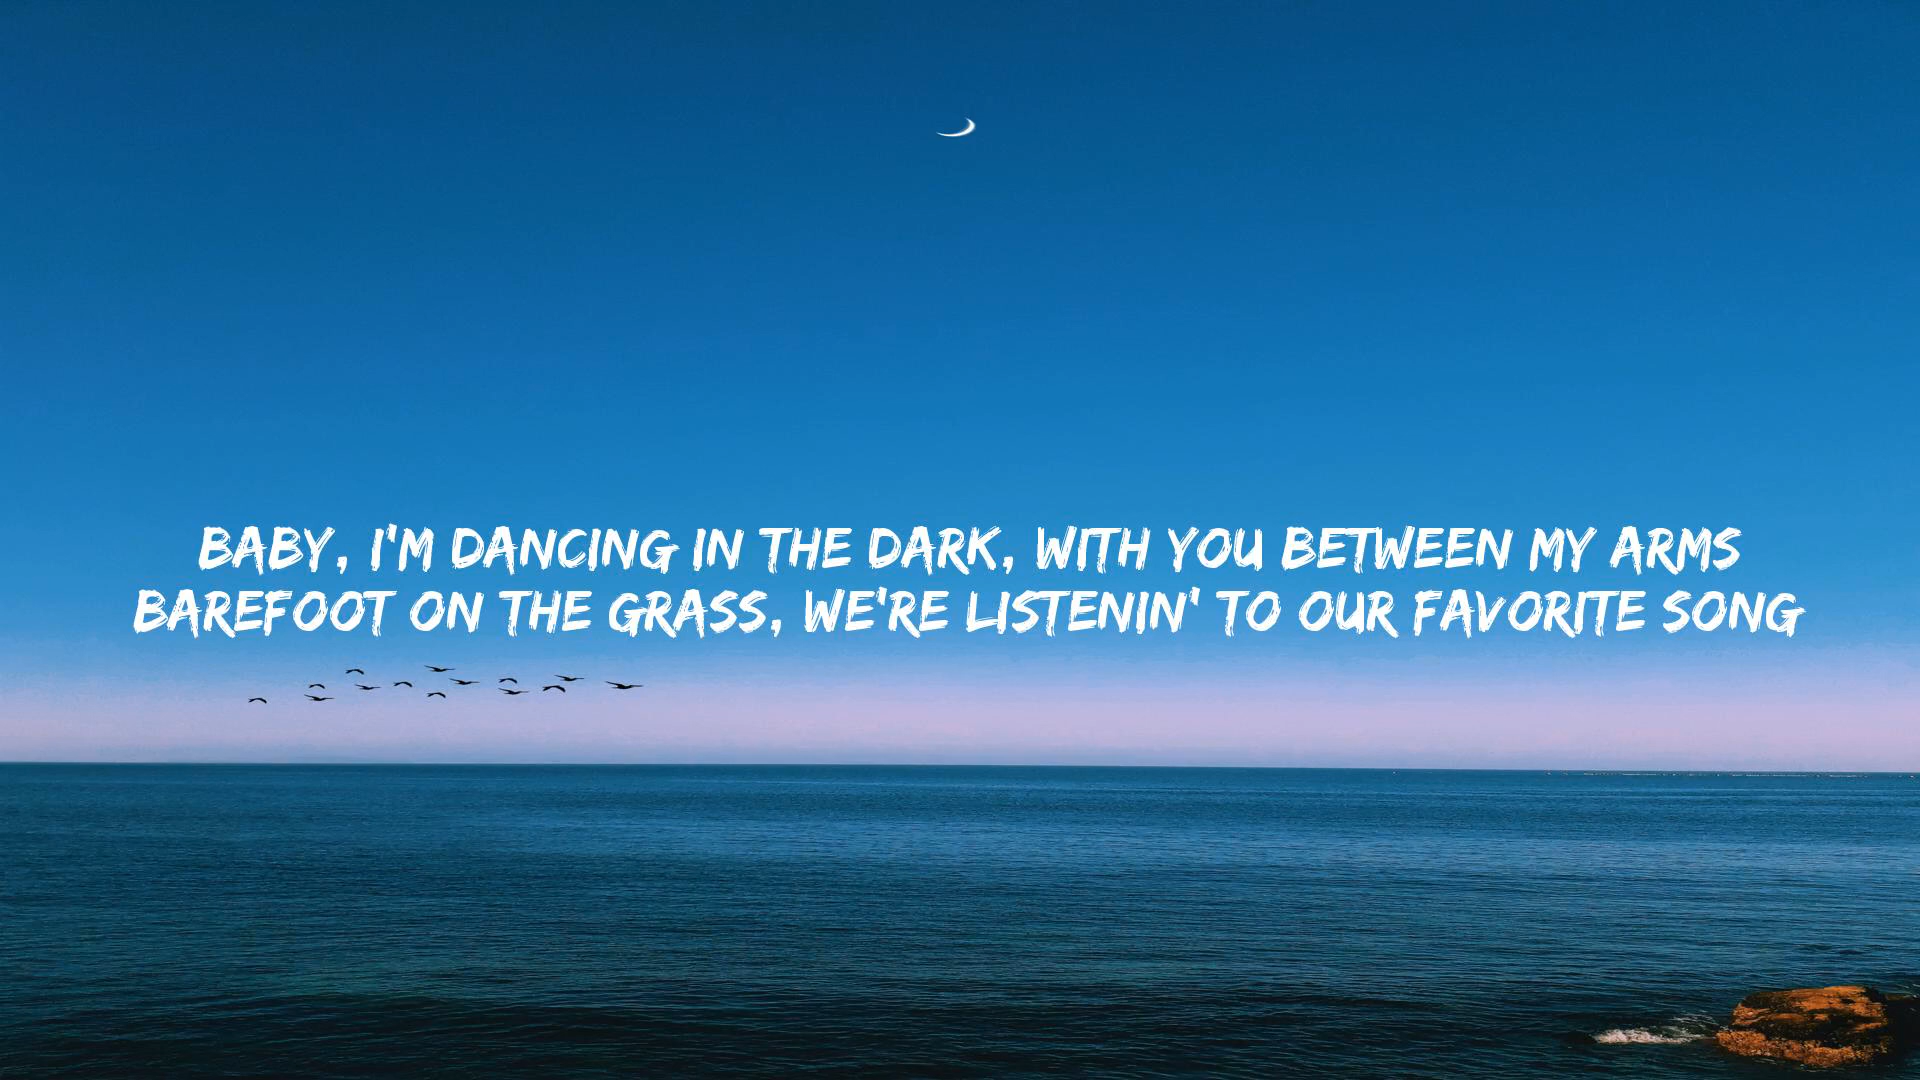 BABY, I'M DANCING IN THE DARK, WITH YOU BETWEEN MY ARMS
BAREFOOT ON THE GRASS, WE'RE LISTENIN' TO OUR FAVORITE SONG